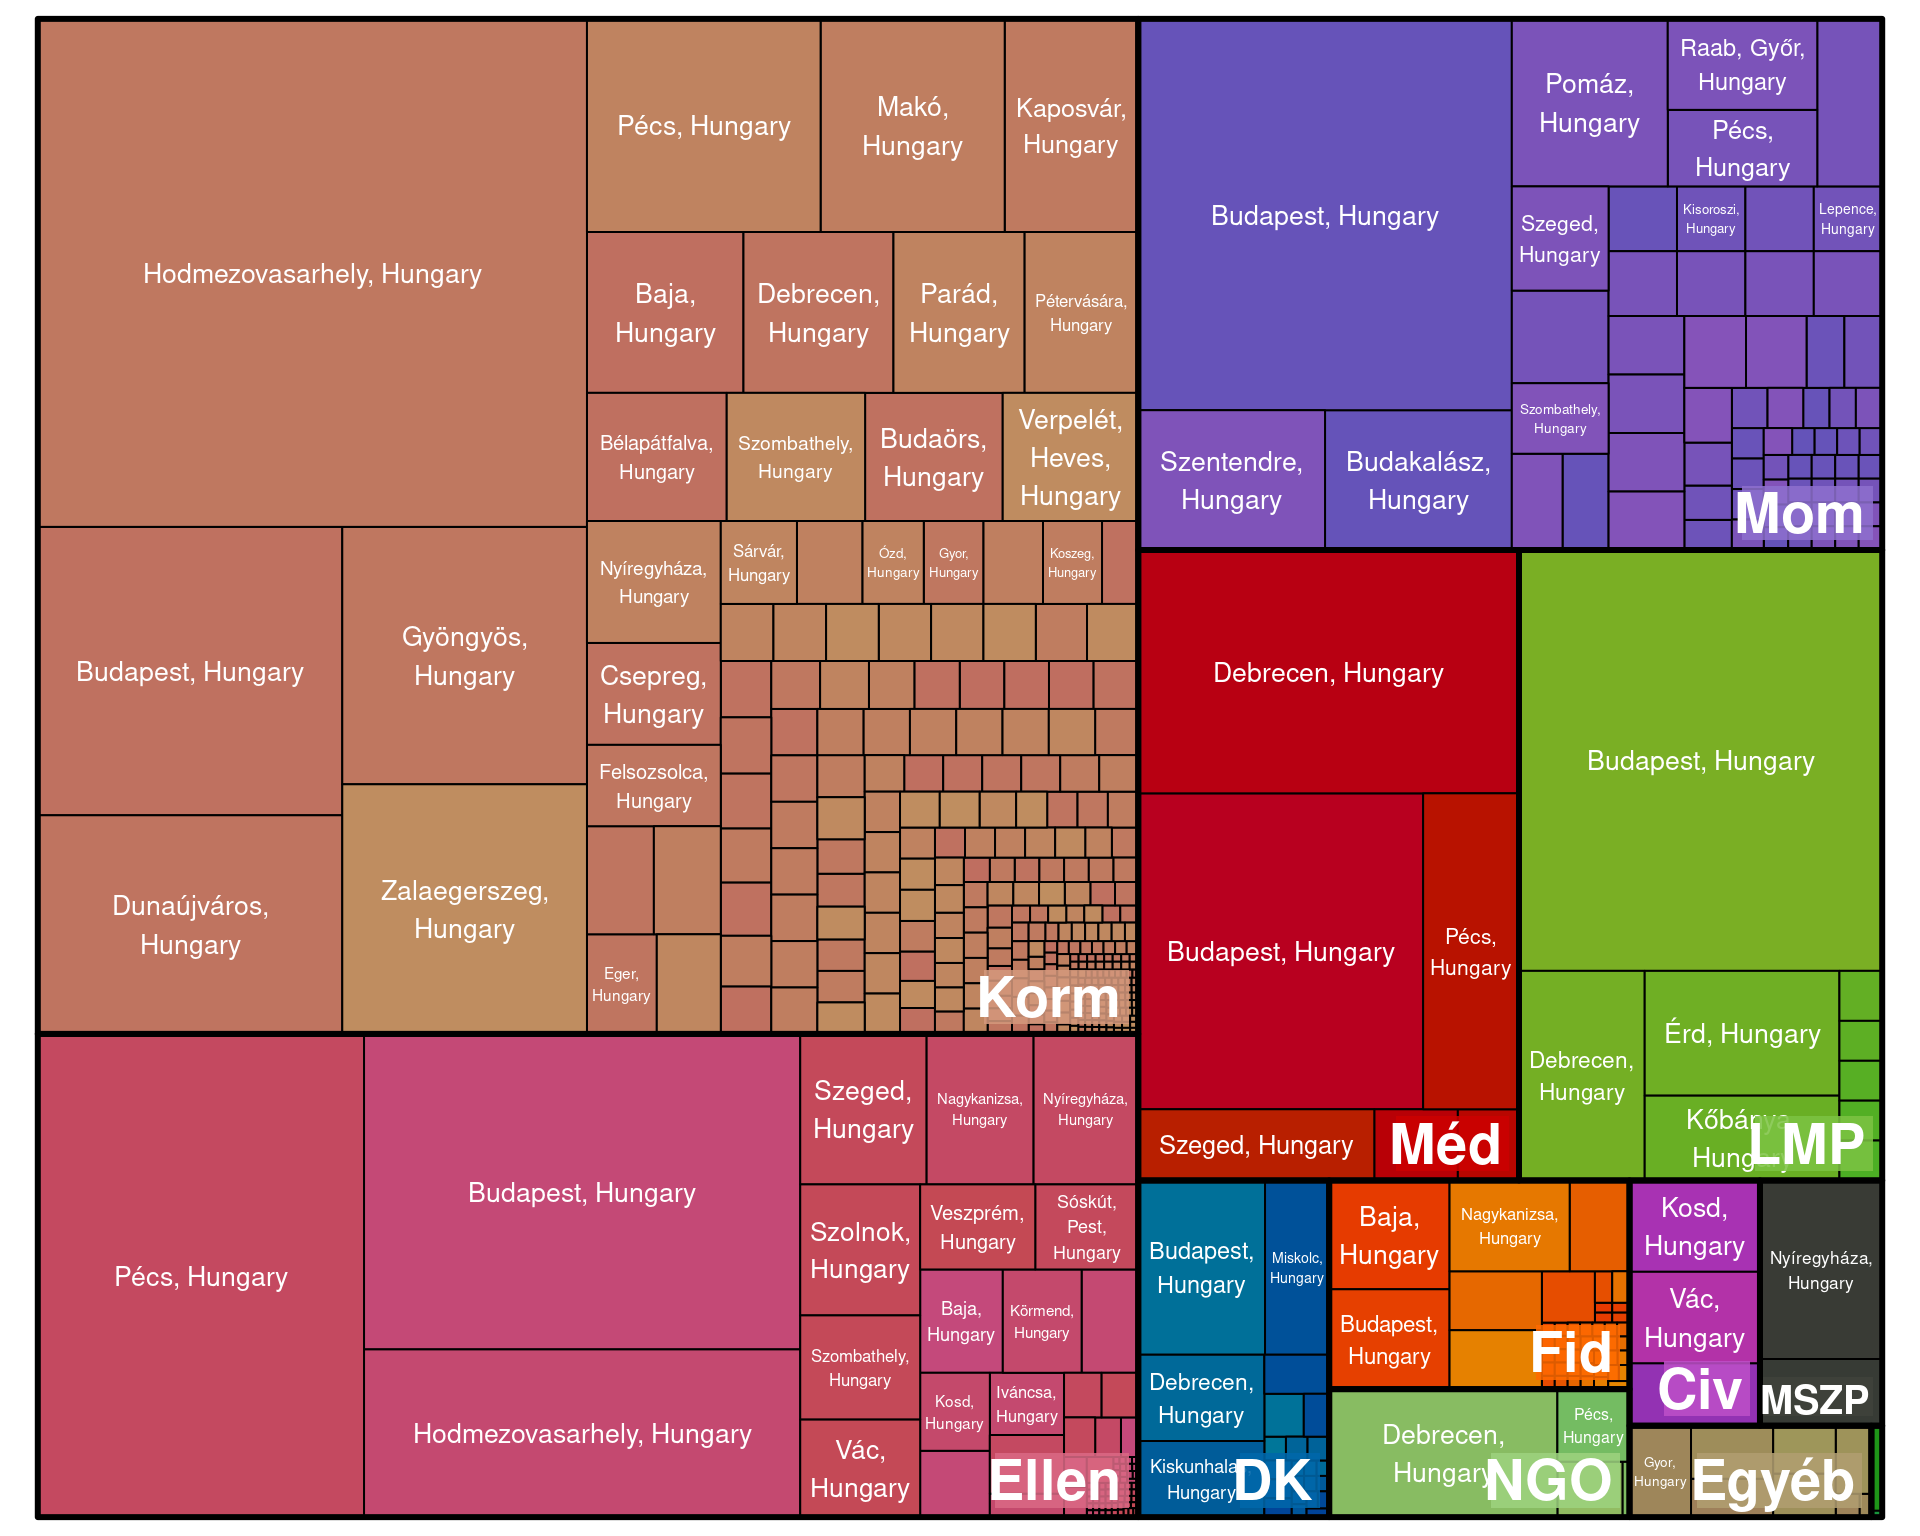 Hodmezovasarhely, Hungary
Budapest, Hungary
Dunaújváros,
Hungary
Gyöngyös,
Hungary
Zalaegerszeg,
Hungary
Pécs, Hungary
Makó,
Hungary
Kaposvár,
Hungary
Baja,
Hungary
Debrecen,
Hungary
Parád,
Hungary
Pétervására,
Hungary
Bélapátfalva,
Hungary
Szombathely,
Hungary
Budaörs,
Hungary
Verpelét,
Heves,
Hungary
Nyíregyháza,
Hungary
Sárvár,
Hungary
Ózd,
Hungary
Gyor,
Hungary
Koszeg,
Hungary
Csepreg,
Hungary
Felsozsolca,
Hungary
Eger,
Hungary
Korm
Budapest, Hungary
Szentendre,
Hungary
Budakalász,
Hungary
Pomáz,
Hungary
Raab, Győr,
Hungary
Pécs,
Hungary
Szeged,
Hungary
Kisoroszi,
Hungary
Lepence,
Hungary
Szombathely,
Hungary
Mom
Debrecen, Hungary
Budapest, Hungary
Pécs,
Hungary
Szeged, Hungary
Méd
Budapest, Hungary
Debrecen,
Hungary
Érd, Hungary
Kőbánya
Hungary
LMP
Pécs, Hungary
Budapest, Hungary
Hodmezovasarhely, Hungary
Szeged,
Hungary
Nagykanizsa,
Hungary
Nyíregyháza,
Hungary
Szolnok,
Hungary
Veszprém,
Hungary
Sóskút,
Pest,
Hungary
Szombathely,
Hungary
Baja,
Hungary
Körmend,
Hungary
Vác,
Hungary
Kosd,
Hungary
Iváncsa,
Hungary
Ellen
Budapest,
Hungary
Miskolc,
Hungary
Debrecen,
Hungary
Kiskunhalas,
Hungary
DK
Baja,
Hungary
Nagykanizsa,
Hungary
Budapest,
Hungary
Fid
Debrecen,
Hungary
Pécs,
Hungary
NGO
Kosd,
Hungary
Vác,
Hungary
Civ
Nyíregyháza,
Hungary
MSZP
Gyor,
Hungary
Egyéb